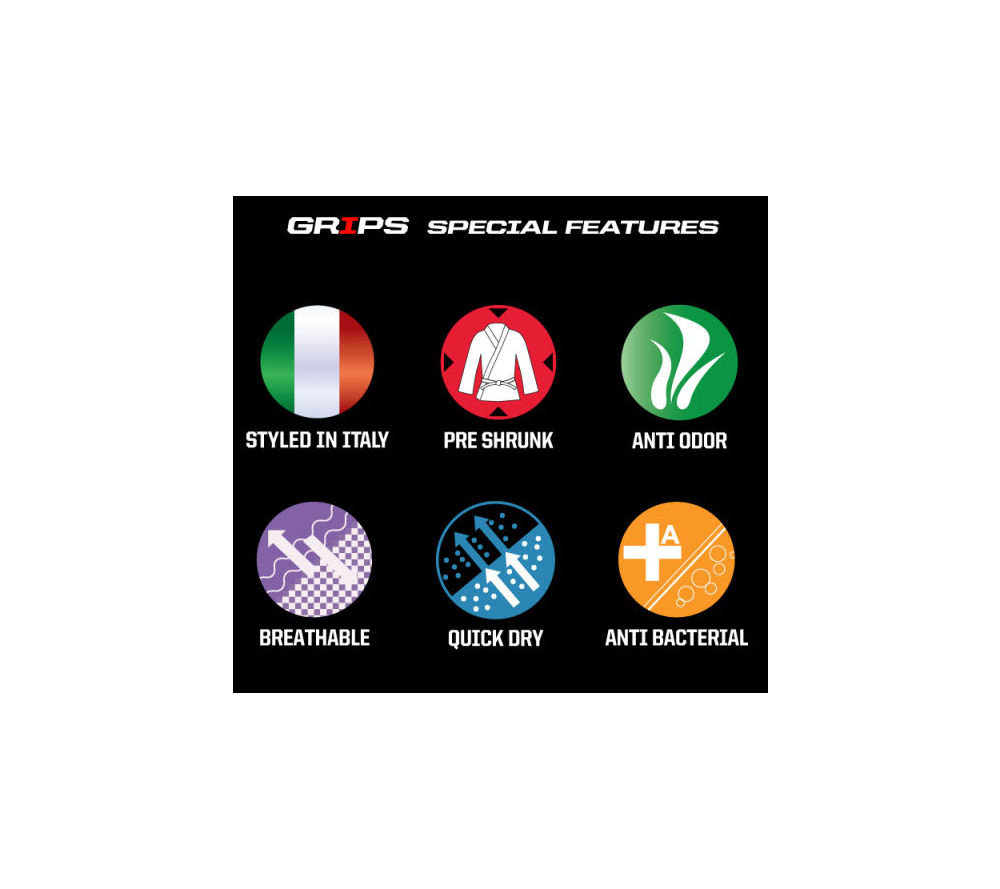 GRIPS SPECIAL FEATURES
STYLED IN ITALY
PRE SHRUNK
ANTI ODOR
A
BREATHABLE
QUICK DRY
ANTI BACTERIAL